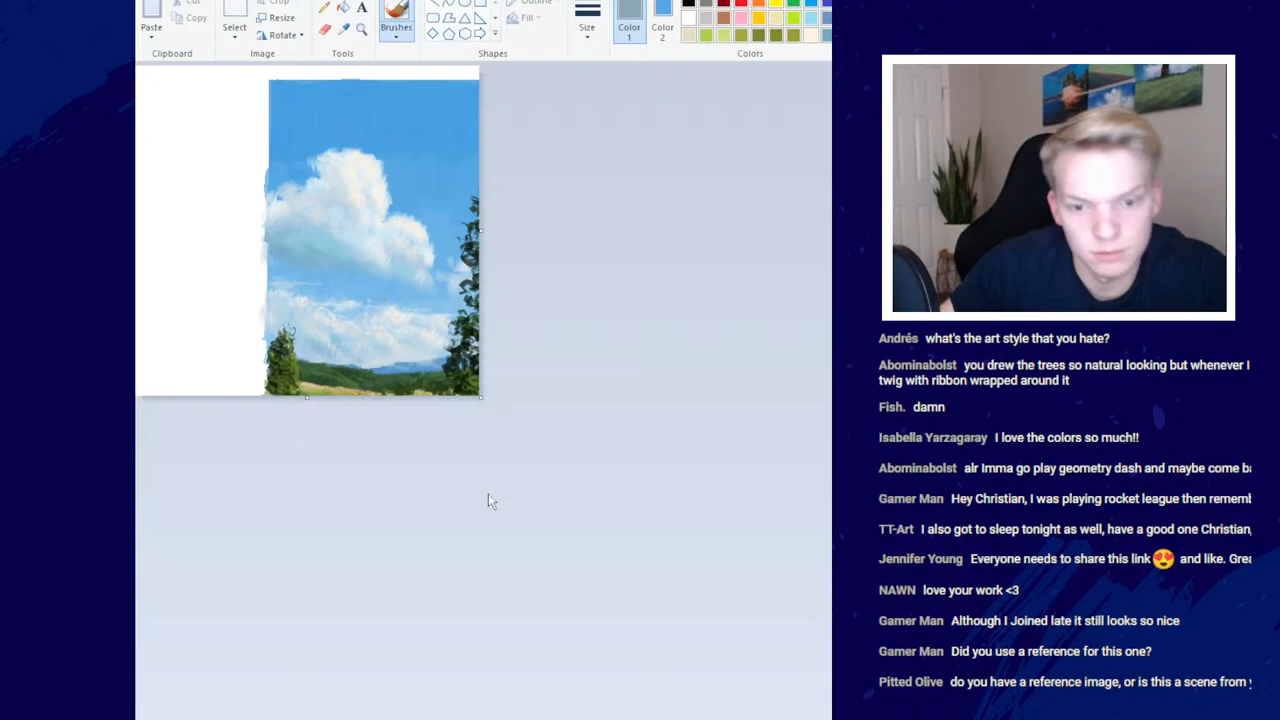 Cut
Crop
Outline
Copy
Resize
Fill
Paste
Select
Rotate
A
Brushes
Size
Color
1
Color
2
Clipboard
Image
Tools
Shapes
Colors
Andrés what's the art style that you hate?
Abominabolst you drew the trees so natural looking but whenever I
twig with ribbon wrapped around it
Fish. damn
Isabella Yarzagaray I love the colors so much!!
Abominabolst alr Imma go play geometry dash and maybe come ba
Gamer Man Hey Christian, I was playing rocket league then rememb
TT-Art I also got to sleep tonight as well, have a good one Christian,
Jennifer Young Everyone needs to share this link😍 and like. Grea
NAWN love your work <3
Gamer Man Although I Joined late it still looks so nice
Gamer Man Did you use a reference for this one?
Pitted Olive do you have a reference image, or is this a scene from y